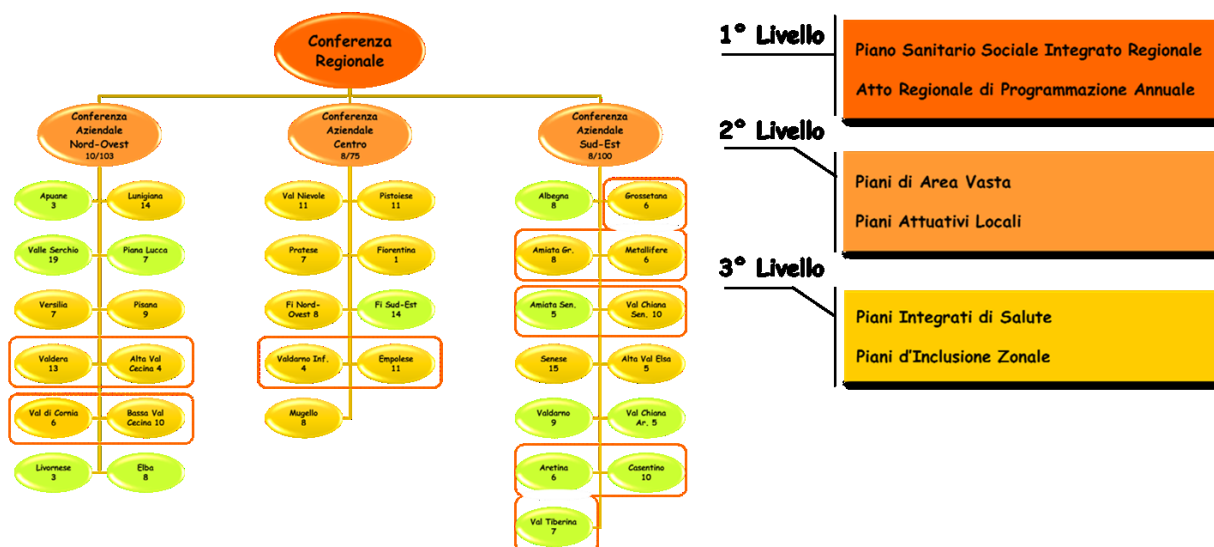 Conferenza
Regionale
Conferenza
Aziendale
Nord-Ovest
10/103
Conferenza
Aziendale
Centro
8/75
Conferenza
Aziendale
Sud-Est
8/100
Apuane
3
Lunigiana
14
Valle Serchio
19
Piana Lucca
7
Versilia
7
Pisana
9
Valdera
13
Alta Val
Cecina 4
Val di Cornia
6
Bassa Val
Cecina 10
Livornese
3
Elba
8
Val Nievole
11
Pistoiese
11
Pratese
7
Fiorentina
1
Fi Nord-
Ovest 8
Fi Sud-Est
14
Valdarno Inf.
4
Empolese
11
Mugello
8
Albegna
8
Grossetana
6
Amiata Gr.
8
Metallifere
6
Amiata Sen.
5
Val Chiana
Sen. 10
Senese
15
Alta Val Elsa
5
Valdarno
9
Val Chiana
Ar. 5
Aretina
6
Casentino
10
Val Tiberina
7
1° Livello
Piano Sanitario Sociale Integrato Regionale
Atto Regionale di Programmazione Annuale
2° Livello
Piani di Area Vasta
Piani Attuativi Locali
3° Livello
Piani Integrati di Salute
Piani d'Inclusione Zonale